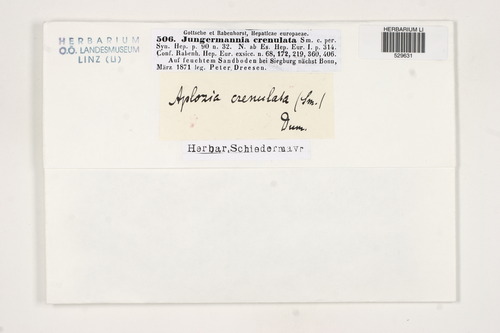 HERBARIUM
O.Ö. LANDESMUSEUM
LINZ (LI)
Gottsche et Rabenhorst, Hepaticae europaeae.
506. Jungermannia crenulata Sm. c. per.
Syn. Hep. p. 90 n. 32. N. ab Es. Hep. Eur. I. p. 314.
Conf. Rabenh. Hep. Eur. exsicc. n. 68, 172, 219, 360, 406.
Auf feuchtem Sandboden bei Siegburg nächst Bonn,
März 1871 leg. Peter Dreesen.
HERBARIUM LI
529631
Aplozia crenulata (Sm.)
Dum.
Herbar, Schiedermayr